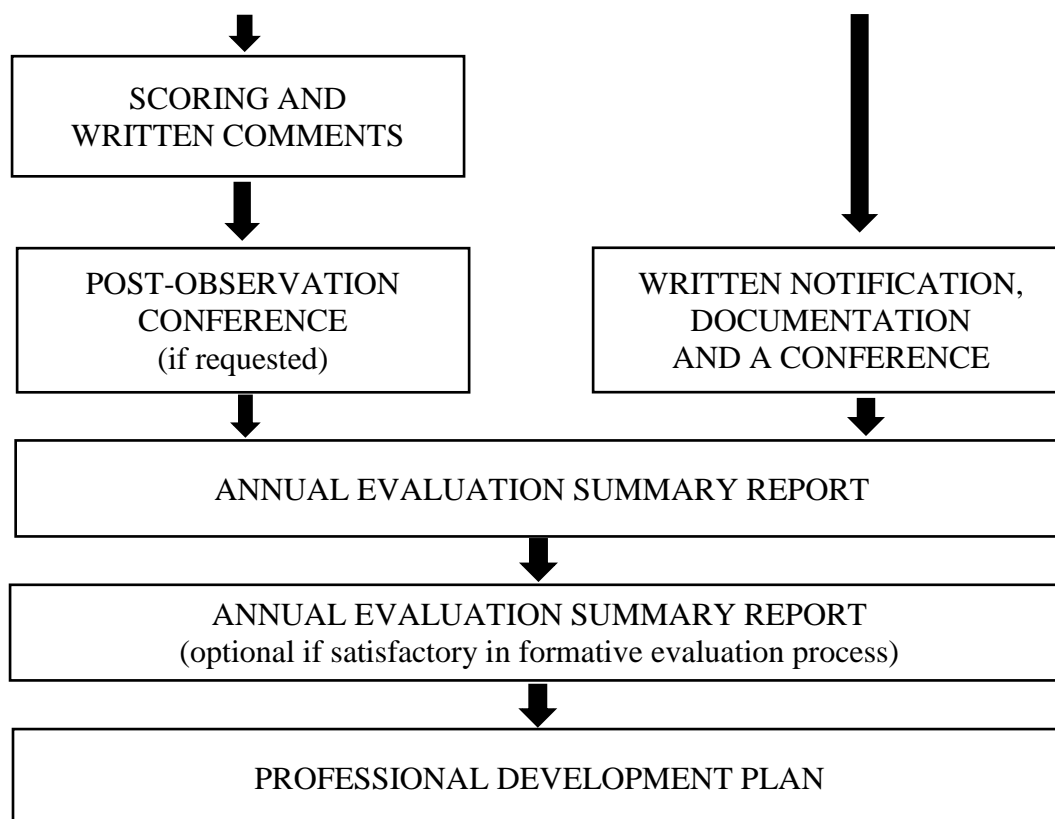 SCORING AND
WRITTEN COMMENTS
POST-OBSERVATION
CONFERENCE
(if requested)
WRITTEN NOTIFICATION,
DOCUMENTATION
AND A CONFERENCE
ANNUAL EVALUATION SUMMARY REPORT
ANNUAL EVALUATION SUMMARY REPORT
(optional if satisfactory in formative evaluation process)
PROFESSIONAL DEVELOPMENT PLAN